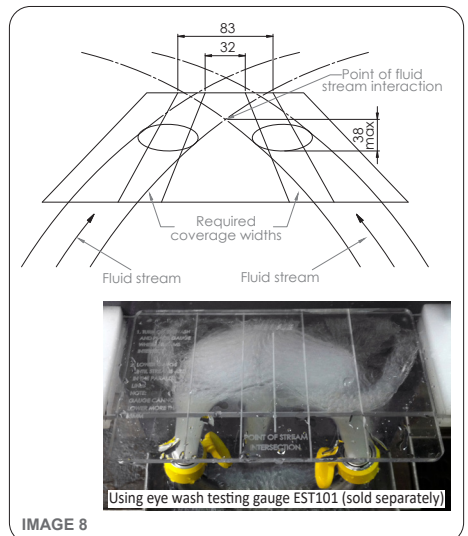 83
32
Point of fluid
stream interaction
38
max
Required
coverage widths
Fluid stream
Fluid stream
POINT OF STREAM
INTERSECTION
Using eye wash testing gauge EST101 (sold separately)
IMAGE 8